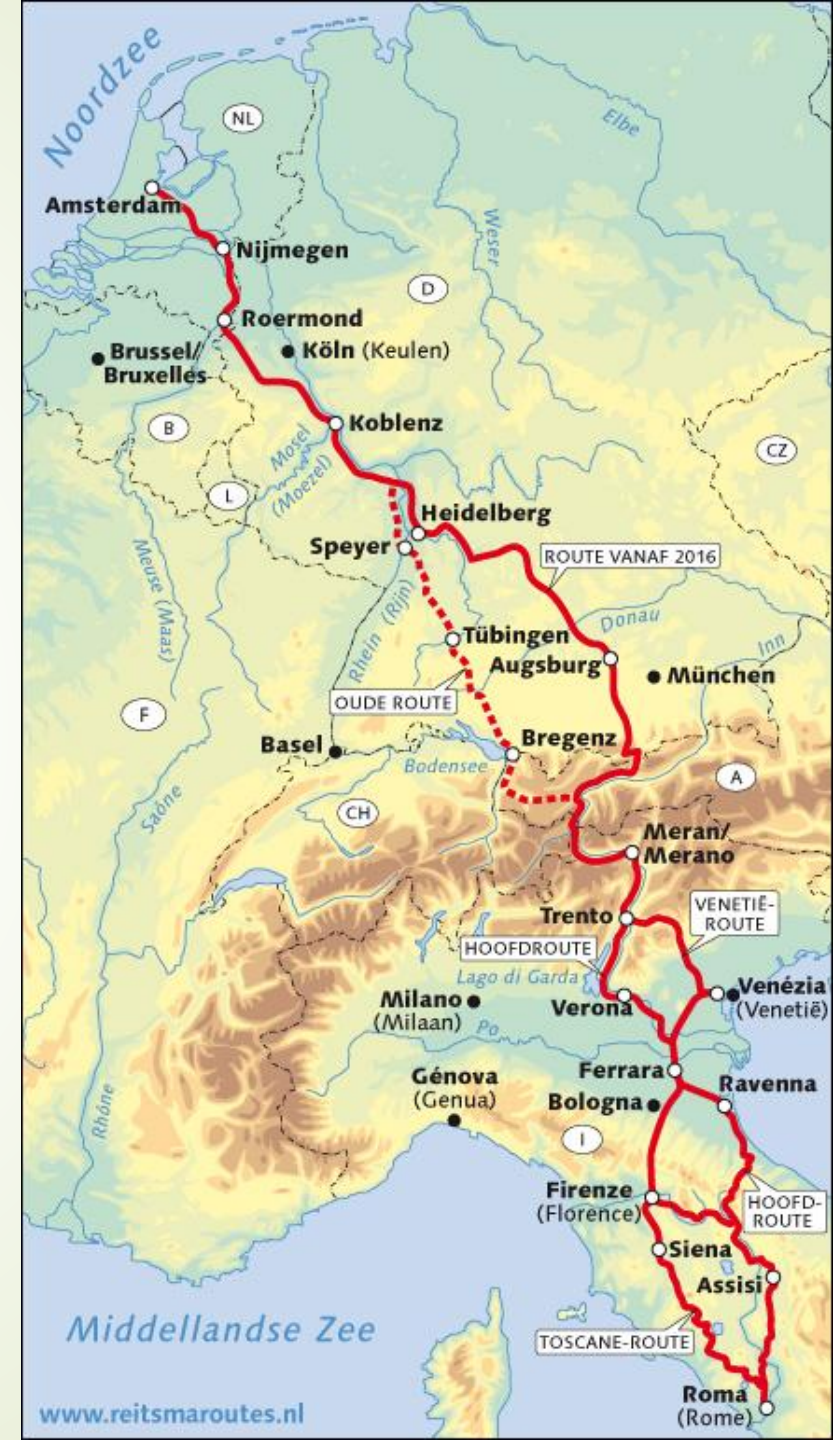 Noordzee
Elbe
NL
Amsterdam
Weser
Nijmegen
D
Roermond
Brussel/
Bruxelles
Köln (Keulen)
B
Koblenz
CZ
Mosel
(Moezel)
L
Heidelberg
Speyer
ROUTE VANAF 2016
Meuse (Maas)
Rhein (Rijn)
Donau
Tübingen
Inn
Augsburg
München
OUDE ROUTE
F
Bregenz
Basel
Bodensee
A
Saône
CH
Meran/
Merano
VENETIË-
ROUTE
Trento
HOOFDROUTE
Lago di Garda
Venézia
(Venetië)
Milano
(Milaan)
Verona
Po
Ferrara
Génova
(Genua)
Ravenna
Bologna
Rhône
I
Firenze
(Florence)
HOOFD-
ROUTE
Siena
Assisi
Middellandse Zee
TOSCANE-ROUTE
Roma
(Rome)
www.reitsmaroutes.nl